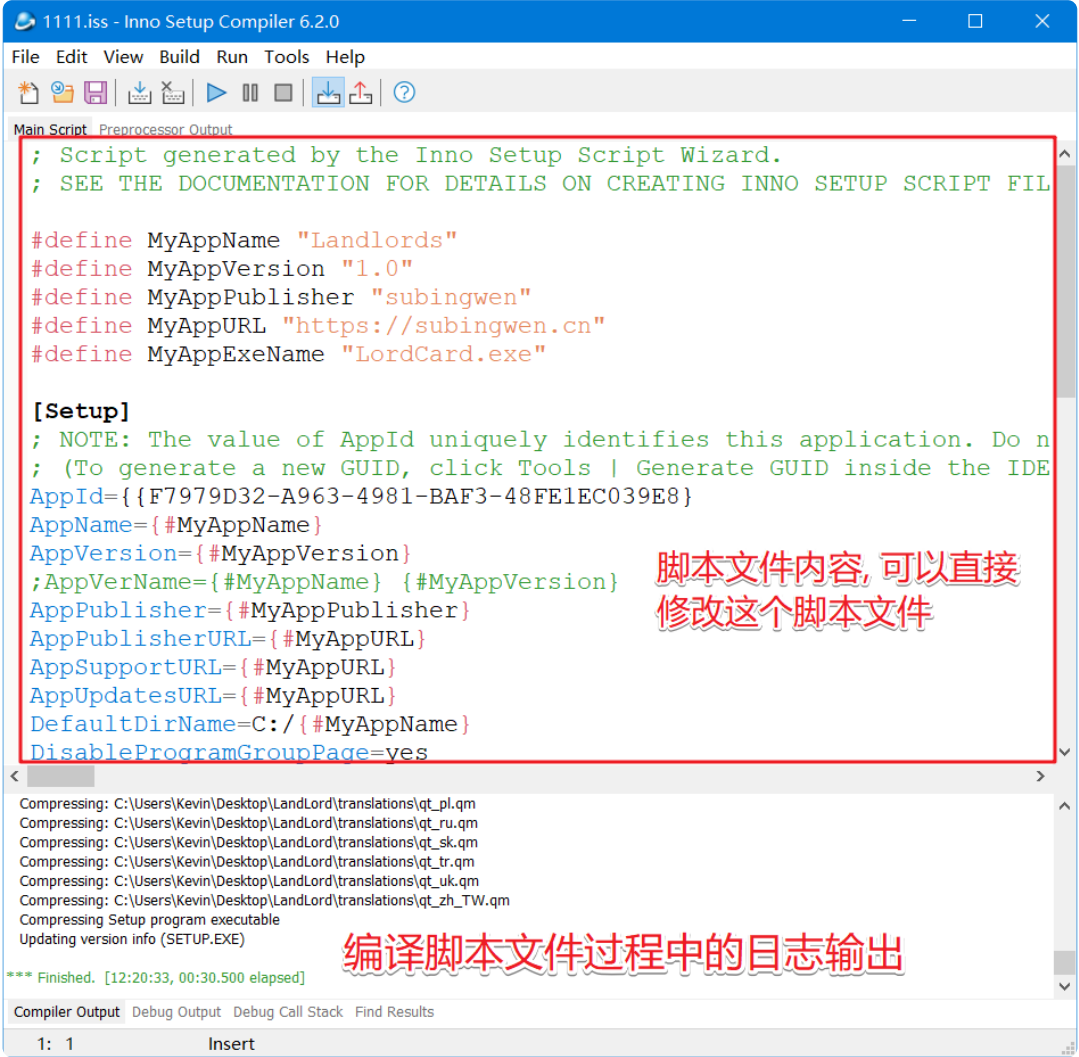 1111.iss - Inno Setup Compiler 6.2.0
File Edit View Build Run Tools Help
Main Script Preprocessor Output
; Script generated by the Inno Setup Script Wizard.
; SEE THE DOCUMENTATION FOR DETAILS ON CREATING INNO SETUP SCRIPT FIL
#define MyAppName "Landlords"
#define MyAppVersion "1.0"
#define MyAppPublisher "subingwen"
#define MyAppURL "https://subingwen.cn"
#define MyAppExeName "LordCard.exe"
[Setup]
; NOTE: The value of AppId uniquely identifies this application. Do n
; (To generate a new GUID, click Tools | Generate GUID inside the IDE
AppId={{F7979D32-A963-4981-BAF3-48FE1EC039E8}
AppName={#MyAppName}
AppVersion={#MyAppVersion}
;AppVerName={#MyAppName} {#MyAppVersion}
AppPublisher={#MyAppPublisher}
AppPublisherURL={#MyAppURL}
AppSupportURL={#MyAppURL}
AppUpdatesURL={#MyAppURL}
DefaultDirName=C:/{#MyAppName}
DisableProgramGroupPage=yes
脚本文件内容, 可以直接
修改这个脚本文件
Compressing: C:\Users\Kevin\Desktop\LandLord\translations\qt_pl.qm
Compressing: C:\Users\Kevin\Desktop\LandLord\translations\qt_ru.qm
Compressing: C:\Users\Kevin\Desktop\LandLord\translations\qt_sk.qm
Compressing: C:\Users\Kevin\Desktop\LandLord\translations\qt_tr.qm
Compressing: C:\Users\Kevin\Desktop\LandLord\translations\qt_uk.qm
Compressing: C:\Users\Kevin\Desktop\LandLord\translations\qt_zh_TW.qm
Compressing Setup program executable
Updating version info (SETUP.EXE)
编译脚本文件过程中的日志输出
*** Finished. [12:20:33, 00:30.500 elapsed]
Compiler Output Debug Output Debug Call Stack Find Results
1: 1 Insert